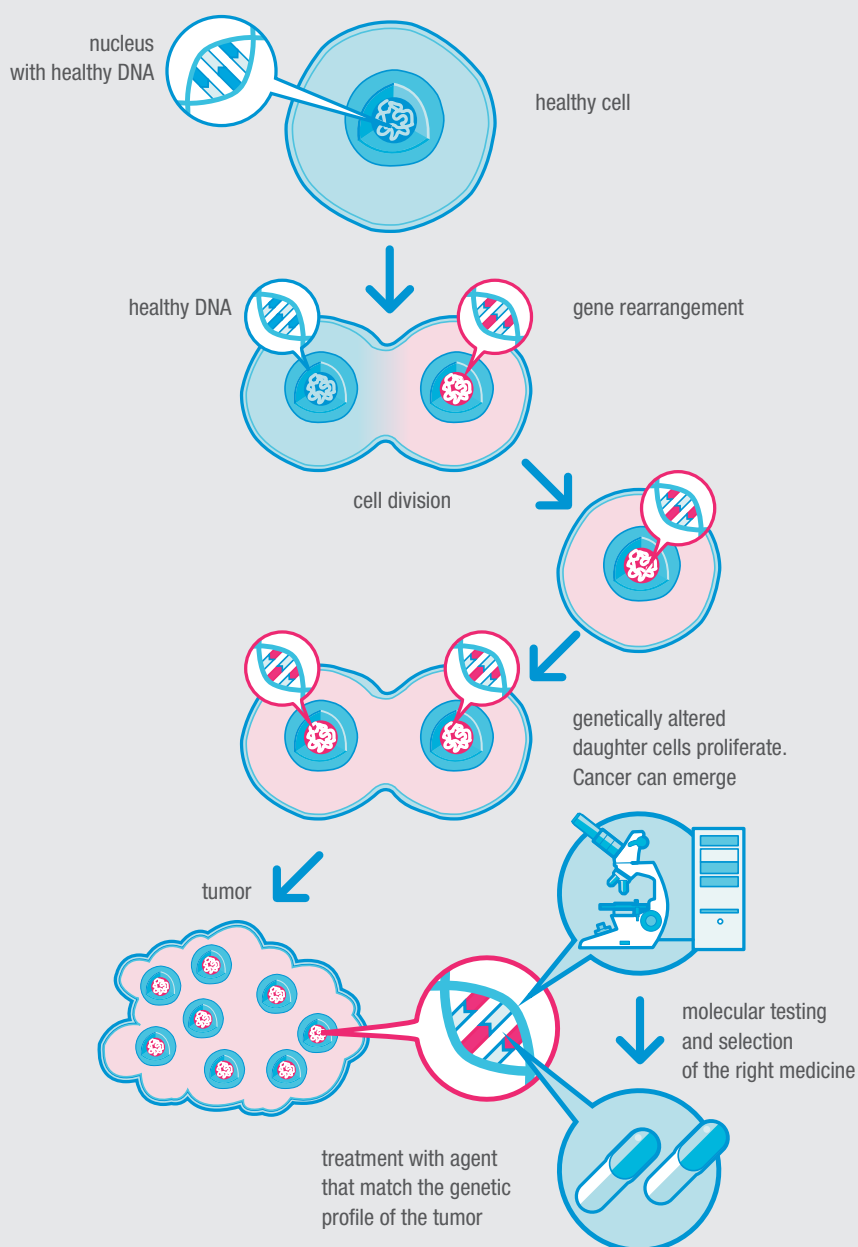 nucleus
with healthy DNA
healthy cell
healthy DNA
gene rearrangement
cell division
genetically altered
daughter cells proliferate.
Cancer can emerge
tumor
molecular testing
and selection
of the right medicine
treatment with agent
that match the genetic
profile of the tumor